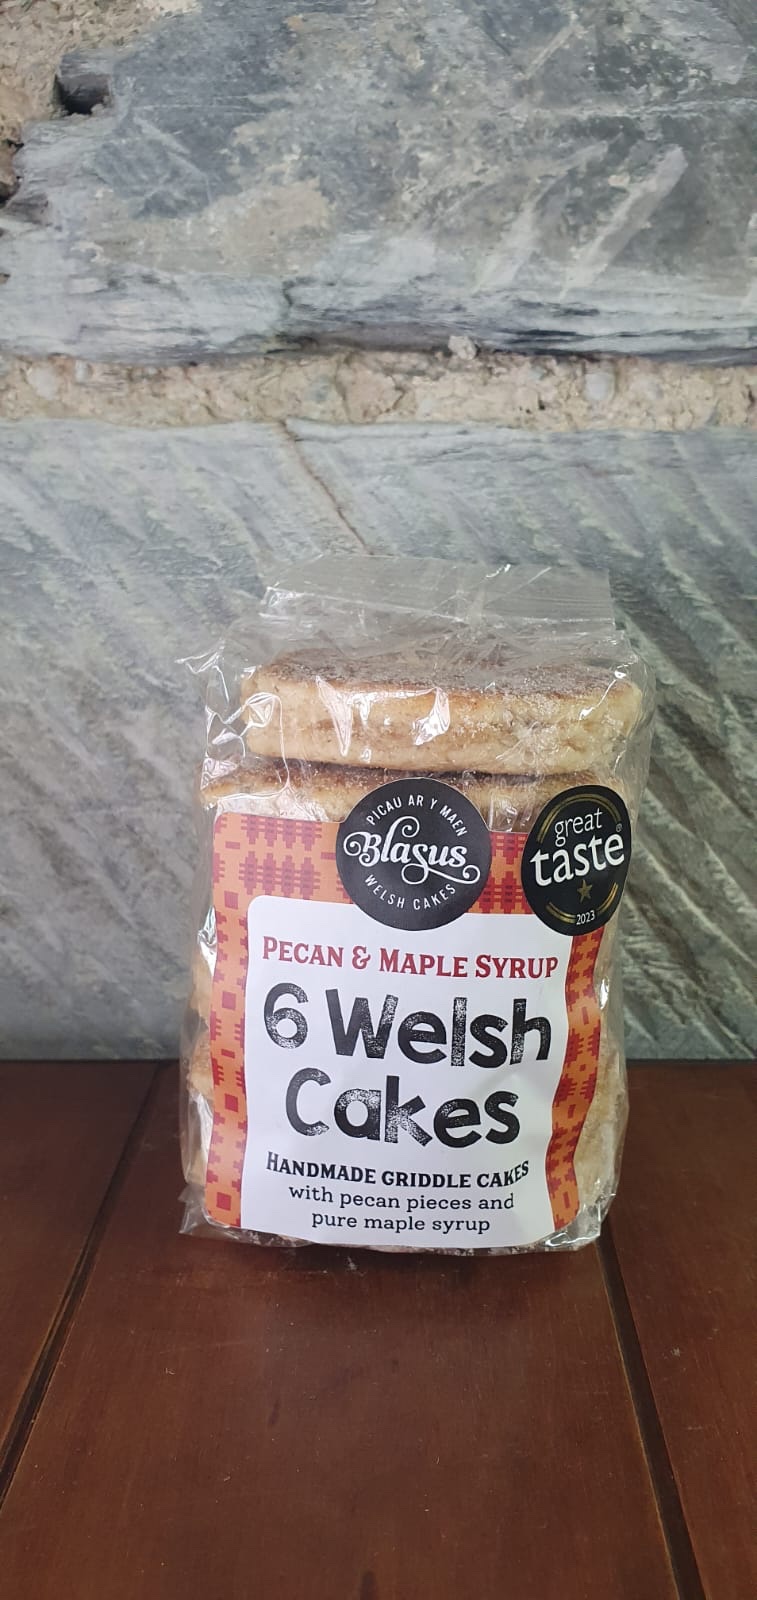 PICAU AR Y MAEN
Blasus
WELSH CAKES
great
taste®
2023
PECAN & MAPLE SYRUP
6 Welsh
Cakes
HANDMADE GRIDDLE CAKES
with pecan pieces and
pure maple syrup